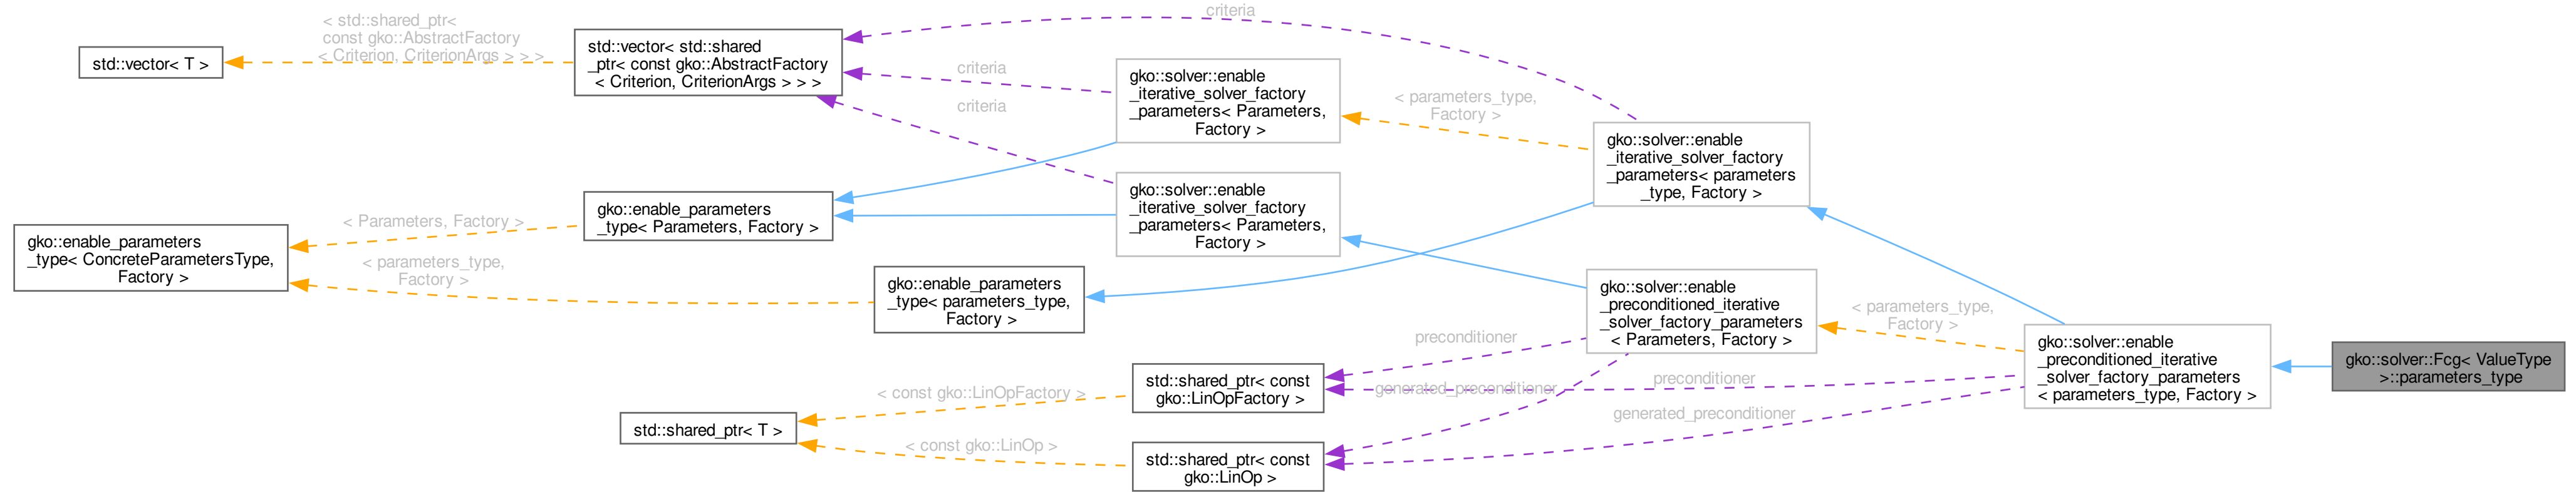 std::vector< T >
< std::shared_ptr<
const gko::AbstractFactory
< Criterion, CriterionArgs > > >
std::vector< std::shared
_ptr< const gko::AbstractFactory
< Criterion, CriterionArgs > > >
criteria
criteria
criteria
gko::solver::enable
_iterative_solver_factory
_parameters< Parameters,
Factory >
< parameters_type,
Factory >
gko::solver::enable
_iterative_solver_factory
_parameters< parameters
_type, Factory >
gko::enable_parameters
_type< ConcreteParametersType,
Factory >
< Parameters, Factory >
< parameters_type,
Factory >
gko::enable_parameters
_type< Parameters, Factory >
gko::solver::enable
_iterative_solver_factory
_parameters< Parameters,
Factory >
gko::enable_parameters
_type< parameters_type,
Factory >
gko::solver::enable
_preconditioned_iterative
_solver_factory_parameters
< Parameters, Factory >
< parameters_type,
Factory >
gko::solver::enable
_preconditioned_iterative
_solver_factory_parameters
< parameters_type, Factory >
gko::solver::Fcg< ValueType
>::parameters_type
preconditioner
preconditioner
generated_preconditioner
generated_preconditioner
std::shared_ptr< const
gko::LinOpFactory >
< const gko::LinOpFactory >
std::shared_ptr< T >
< const gko::LinOp >
std::shared_ptr< const
gko::LinOp >